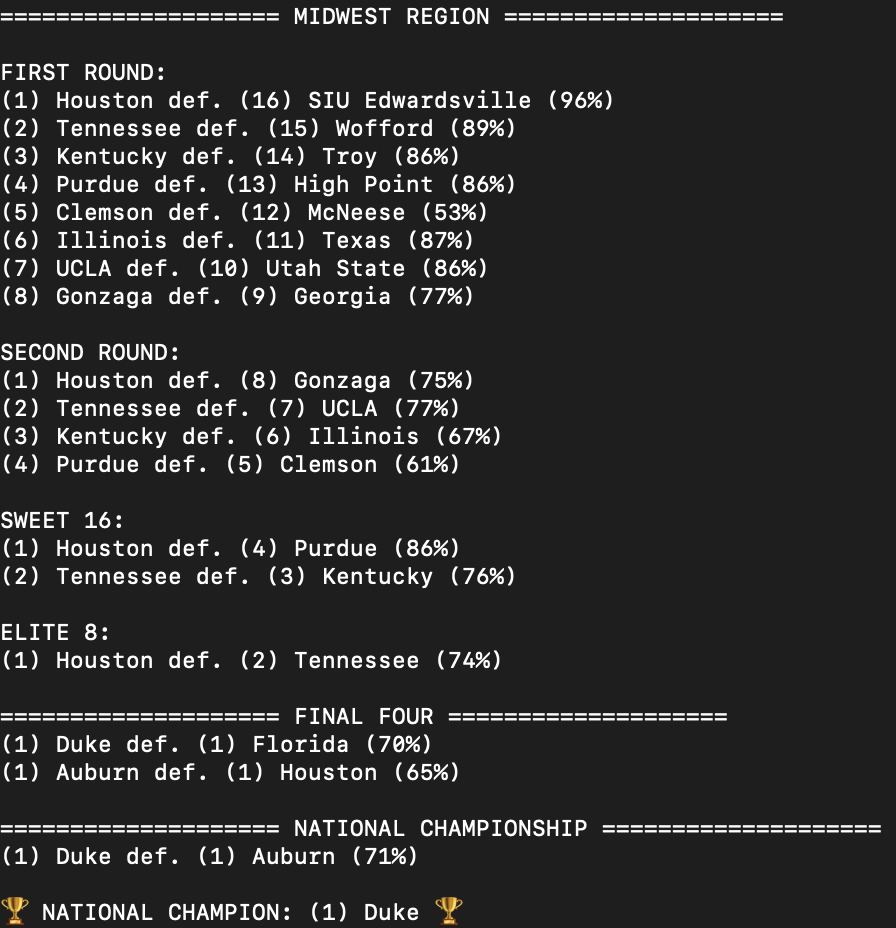 ==================== MIDWEST REGION ====================
FIRST ROUND:
(1) Houston def. (16) SIU Edwardsville (96%)
(2) Tennessee def. (15) Wofford (89%)
(3) Kentucky def. (14) Troy (86%)
(4) Purdue def. (13) High Point (86%)
(5) Clemson def. (12) McNeese (53%)
(6) Illinois def. (11) Texas (87%)
(7) UCLA def. (10) Utah State (86%)
(8) Gonzaga def. (9) Georgia (77%)
SECOND ROUND:
(1) Houston def. (8) Gonzaga (75%)
(2) Tennessee def. (7) UCLA (77%)
(3) Kentucky def. (6) Illinois (67%)
(4) Purdue def. (5) Clemson (61%)
SWEET 16:
(1) Houston def. (4) Purdue (86%)
(2) Tennessee def. (3) Kentucky (76%)
ELITE 8:
(1) Houston def. (2) Tennessee (74%)
==================== FINAL FOUR ====================
(1) Duke def. (1) Florida (70%)
(1) Auburn def. (1) Houston (65%)
==================== NATIONAL CHAMPIONSHIP ====================
(1) Duke def. (1) Auburn (71%)
🏆 NATIONAL CHAMPION: (1) Duke 🏆